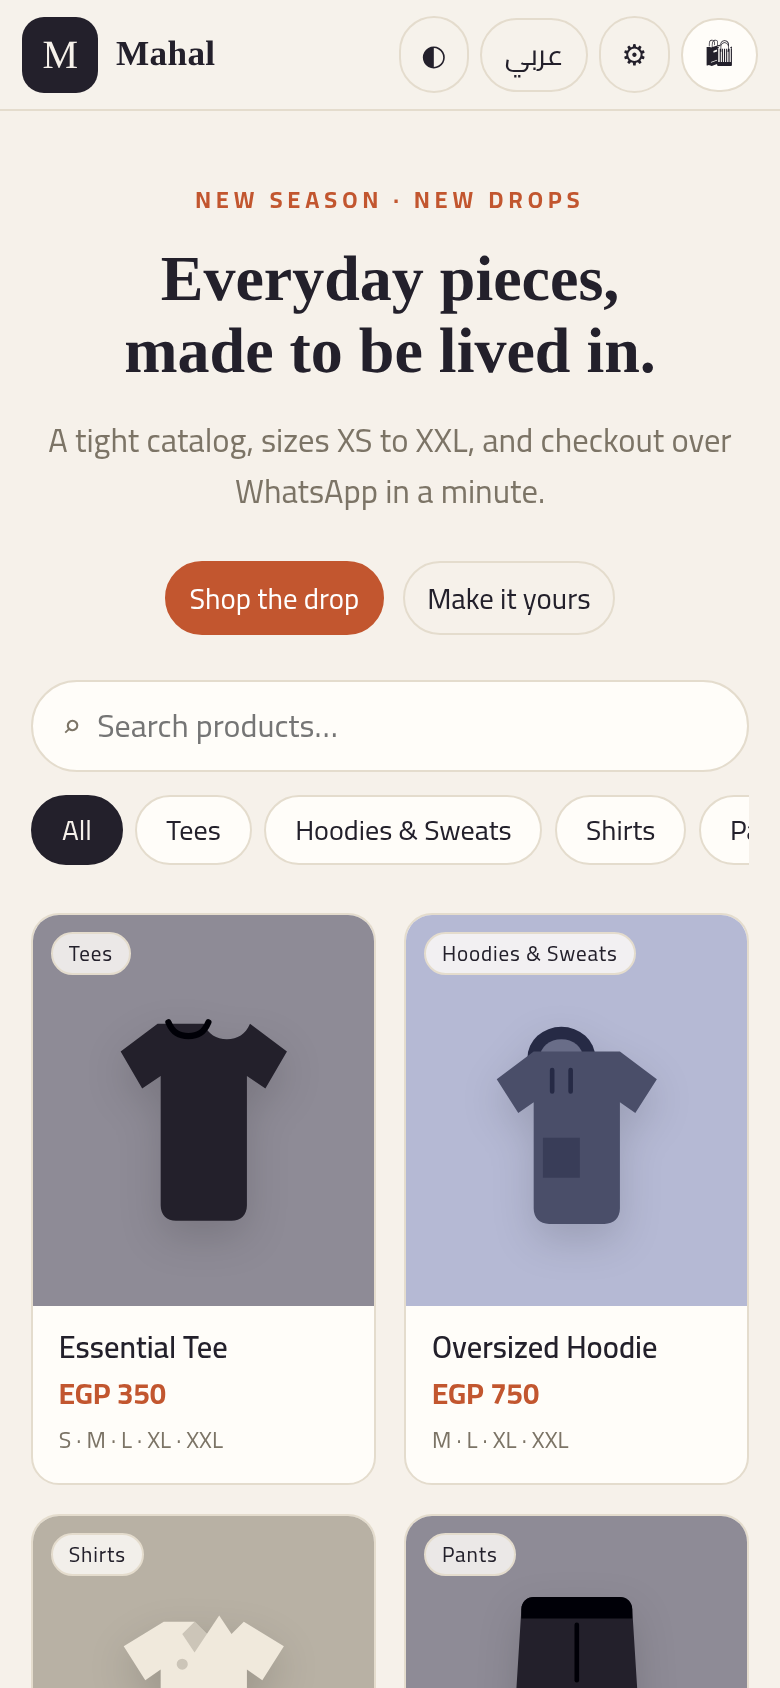 M Mahal عربي
NEW SEASON · NEW DROPS
Everyday pieces,
made to be lived in.
A tight catalog, sizes XS to XXL, and checkout over
WhatsApp in a minute.
Shop the drop Make it yours
Search products...
All Tees Hoodies & Sweats Shirts
Tees Hoodies & Sweats
Essential Tee Oversized Hoodie
EGP 350 EGP 750
S · M · L · XL · XXL M · L · XL · XXL
Shirts Pants